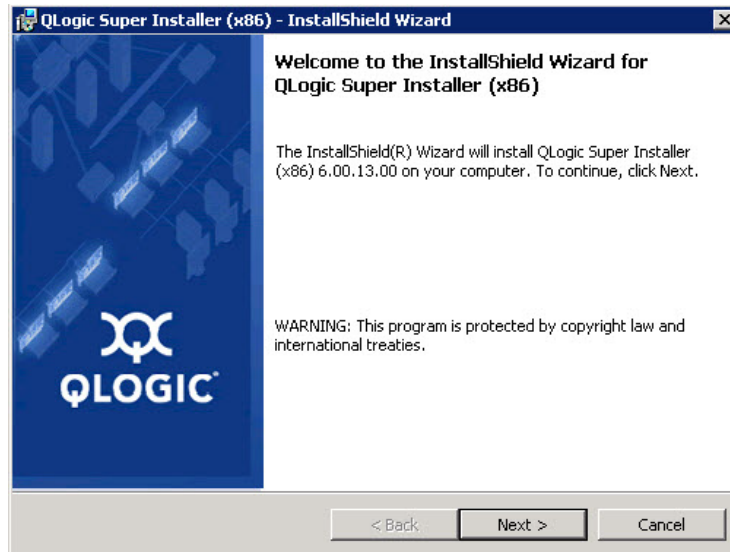 QLogic Super Installer (x86) - InstallShield Wizard
Welcome to the InstallShield Wizard for
QLogic Super Installer (x86)
The InstallShield(R) Wizard will install QLogic Super Installer
(x86) 6.00.13.00 on your computer. To continue, click Next.
WARNING: This program is protected by copyright law and
international treaties.
QLOGIC
< Back
Next >
Cancel